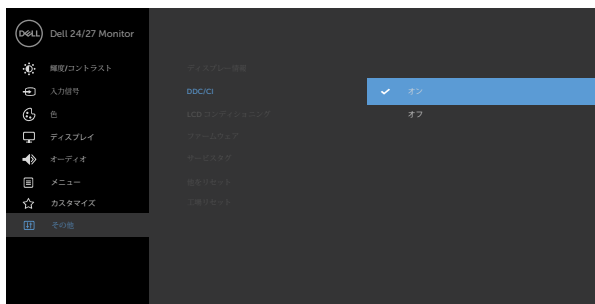 DELL Dell 24/27 Monitor
輝度/コントラスト
入力信号
色
ディスプレイ
オーディオ
メニュー
カスタマイズ
その他
ディスプレー情報
DDC/CI
LCD コンディショニング
ファームウェア
サービスタグ
他をリセット
工場リセット
オン
オフ